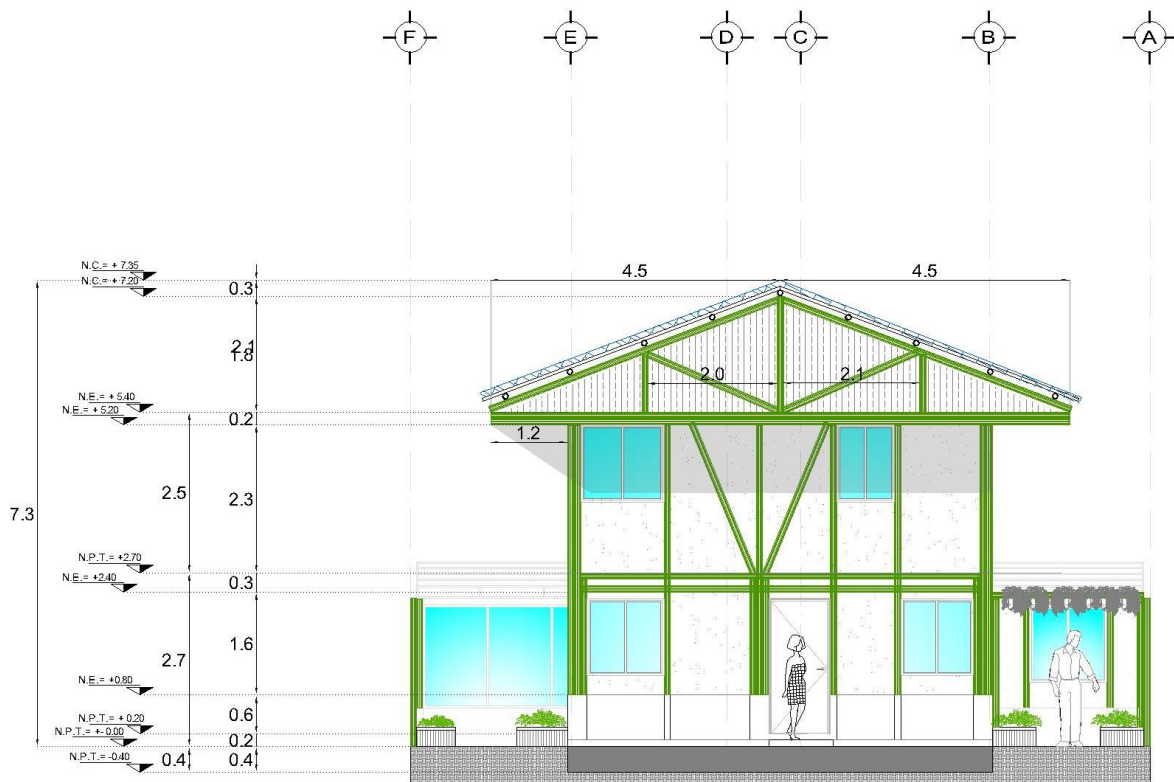 F E D C B A
N.C.= + 7.35
N.C.= + 7.20
4.5 4.5
0.3
2.1
1.8
2.0 2.1
N.E.= + 5.40
N.E.= + 5.20
0.2
1.2
2.5
2.3
7.3
N.P.T.= +2.70
N.E.= +2.40
0.3
1.6
2.7
N.E.= +0.80
0.6
N.P.T.= + 0.20
N.P.T.= +- 0.00
0.2
N.P.T.= -0.40
0.4 0.4